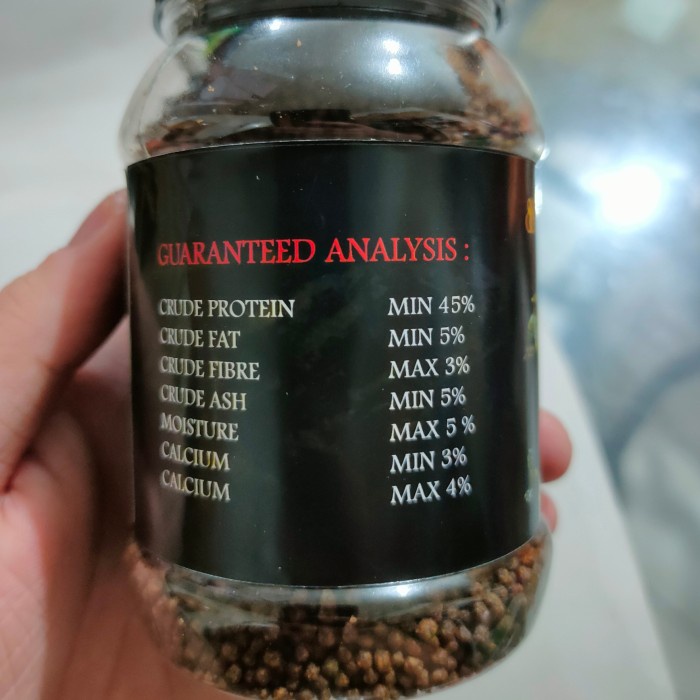 GUARANTEED ANALYSIS :
CRUDE PROTEIN MIN 45%
CRUDE FAT MIN 5%
CRUDE FIBRE MAX 3%
CRUDE ASH MIN 5%
MOISTURE MAX 5 %
CALCIUM MIN 3%
CALCIUM MAX 4%